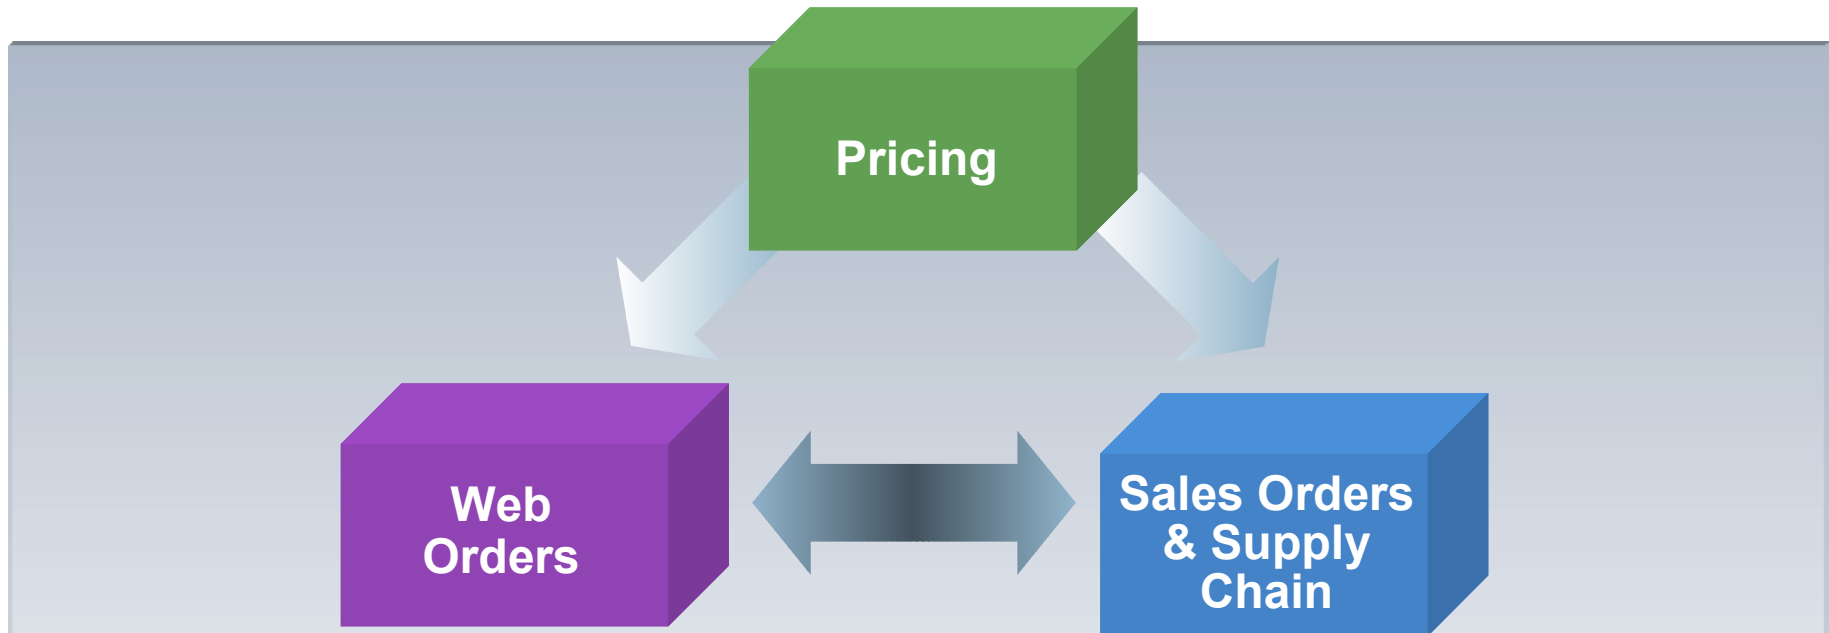 Pricing
Web
Orders
Sales Orders
& Supply
Chain